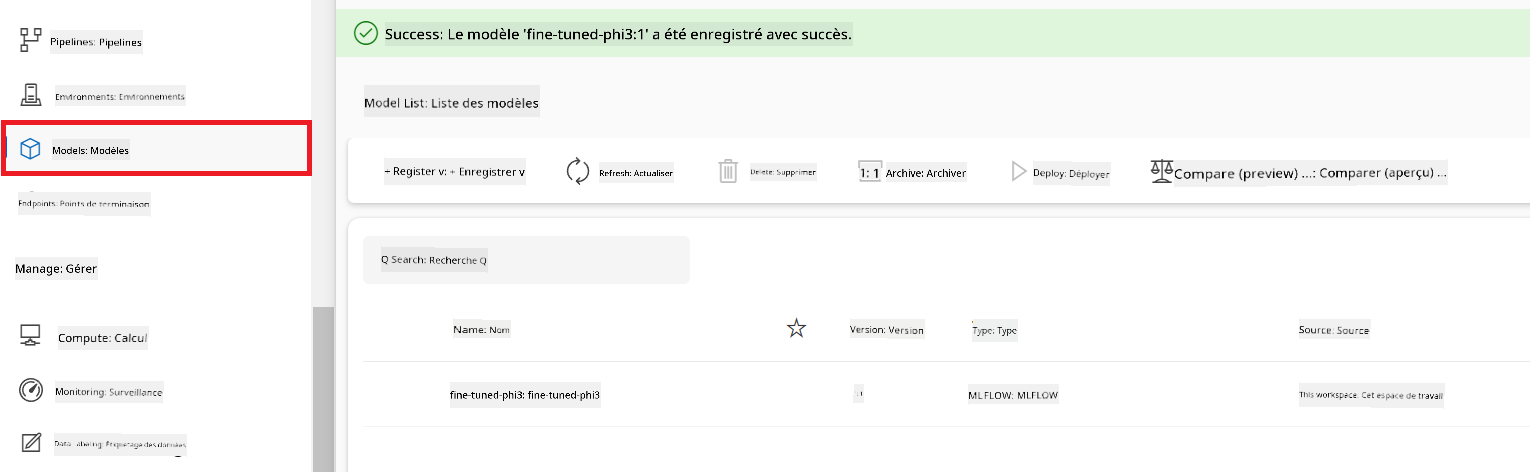 Pipelines: Pipelines
Environments: Environnements
Models: Modèles
Endpoints: Points de terminaison
Manage: Gérer
Compute: Calcul
Monitoring: Surveillance
Data Labeling: Étiquetage des données
Success: Le modèle 'fine-tuned-phi3:1' a été enregistré avec succès.
Model List: Liste des modèles
+ Register v: + Enregistrer v
Refresh: Actualiser
Delete: Supprimer
1: 1 Archive: Archiver
Deploy: Déployer
Compare (preview) ...: Comparer (aperçu) ...
Q Search: Recherche Q
Name: Nom
Version: Version
Type: Type
Source: Source
fine-tuned-phi3: fine-tuned-phi3
MLFLOW: MLFLOW
This workspace: Cet espace de travail